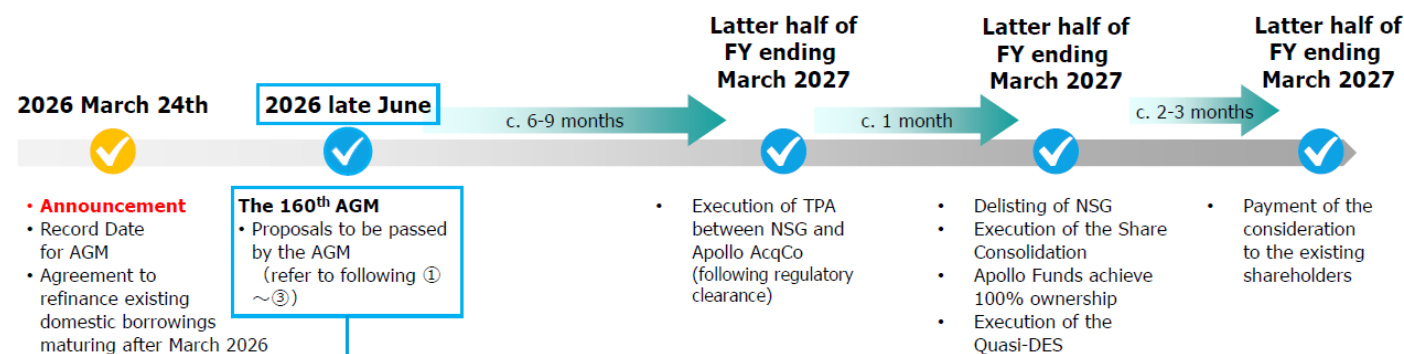 2026 March 24th
• Announcement
• Record Date
for AGM
• Agreement to
refinance existing
domestic borrowings
maturing after March 2026
2026 late June
The 160th AGM
• Proposals to be passed
by the AGM
（refer to following ①
～③）
c. 6-9 months
Latter half of
FY ending
March 2027
• Execution of TPA
between NSG and
Apollo AcqCo
(following regulatory
clearance)
c. 1 month
Latter half of
FY ending
March 2027
• Delisting of NSG
• Execution of the Share
Consolidation
• Apollo Funds achieve
100% ownership
• Execution of the
Quasi-DES
c. 2-3 months
Latter half of
FY ending
March 2027
• Payment of the
consideration
to the existing
shareholders